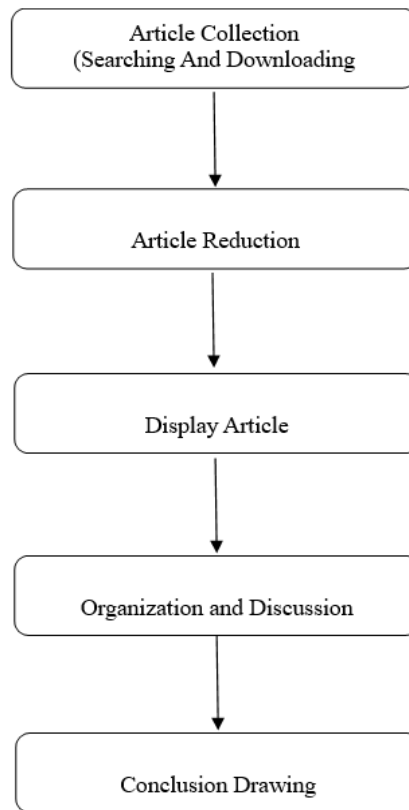 Article Collection
(Searching And Downloading
Article Reduction
Display Article
Organization and Discussion
Conclusion Drawing